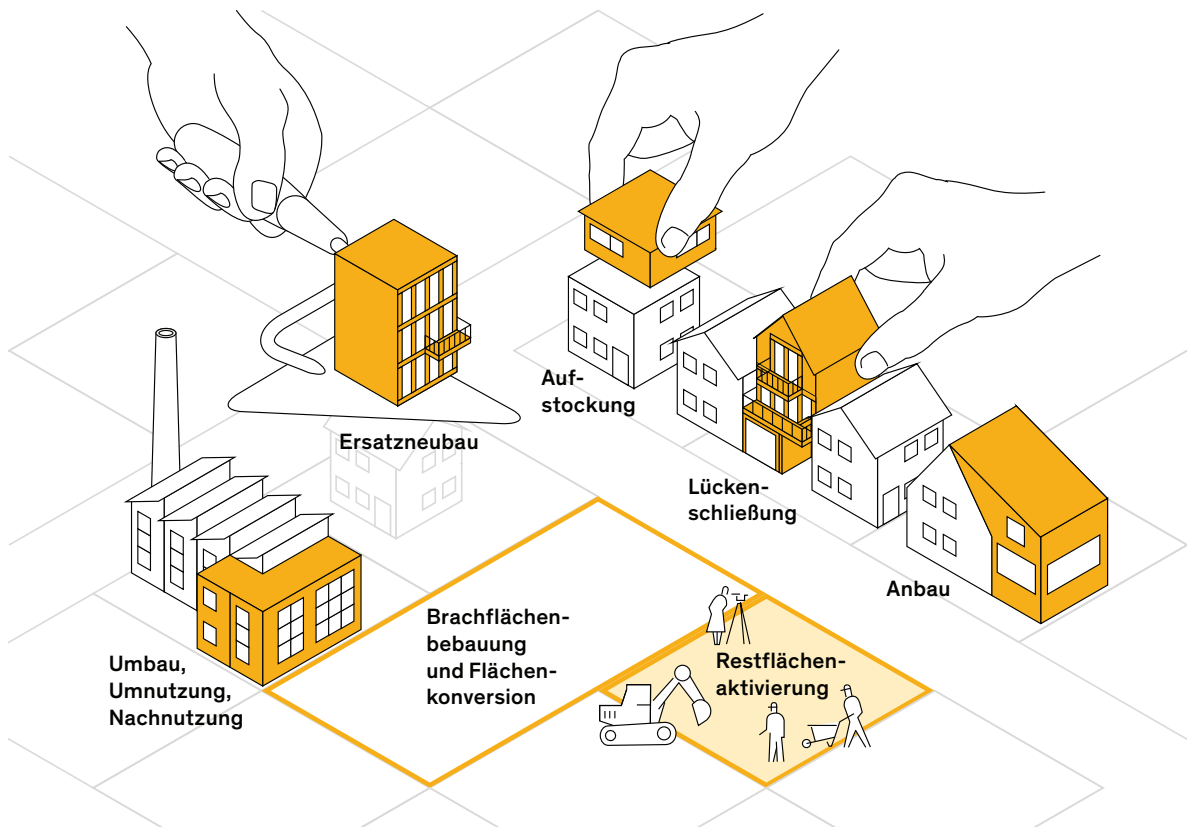 Auf-
stockung
Ersatzneubau
Lücken-
schließung
Anbau
Brachflächen-
bebauung
und Flächen-
konversion
Restflächen-
aktivierung
Umbau,
Umnutzung,
Nachnutzung